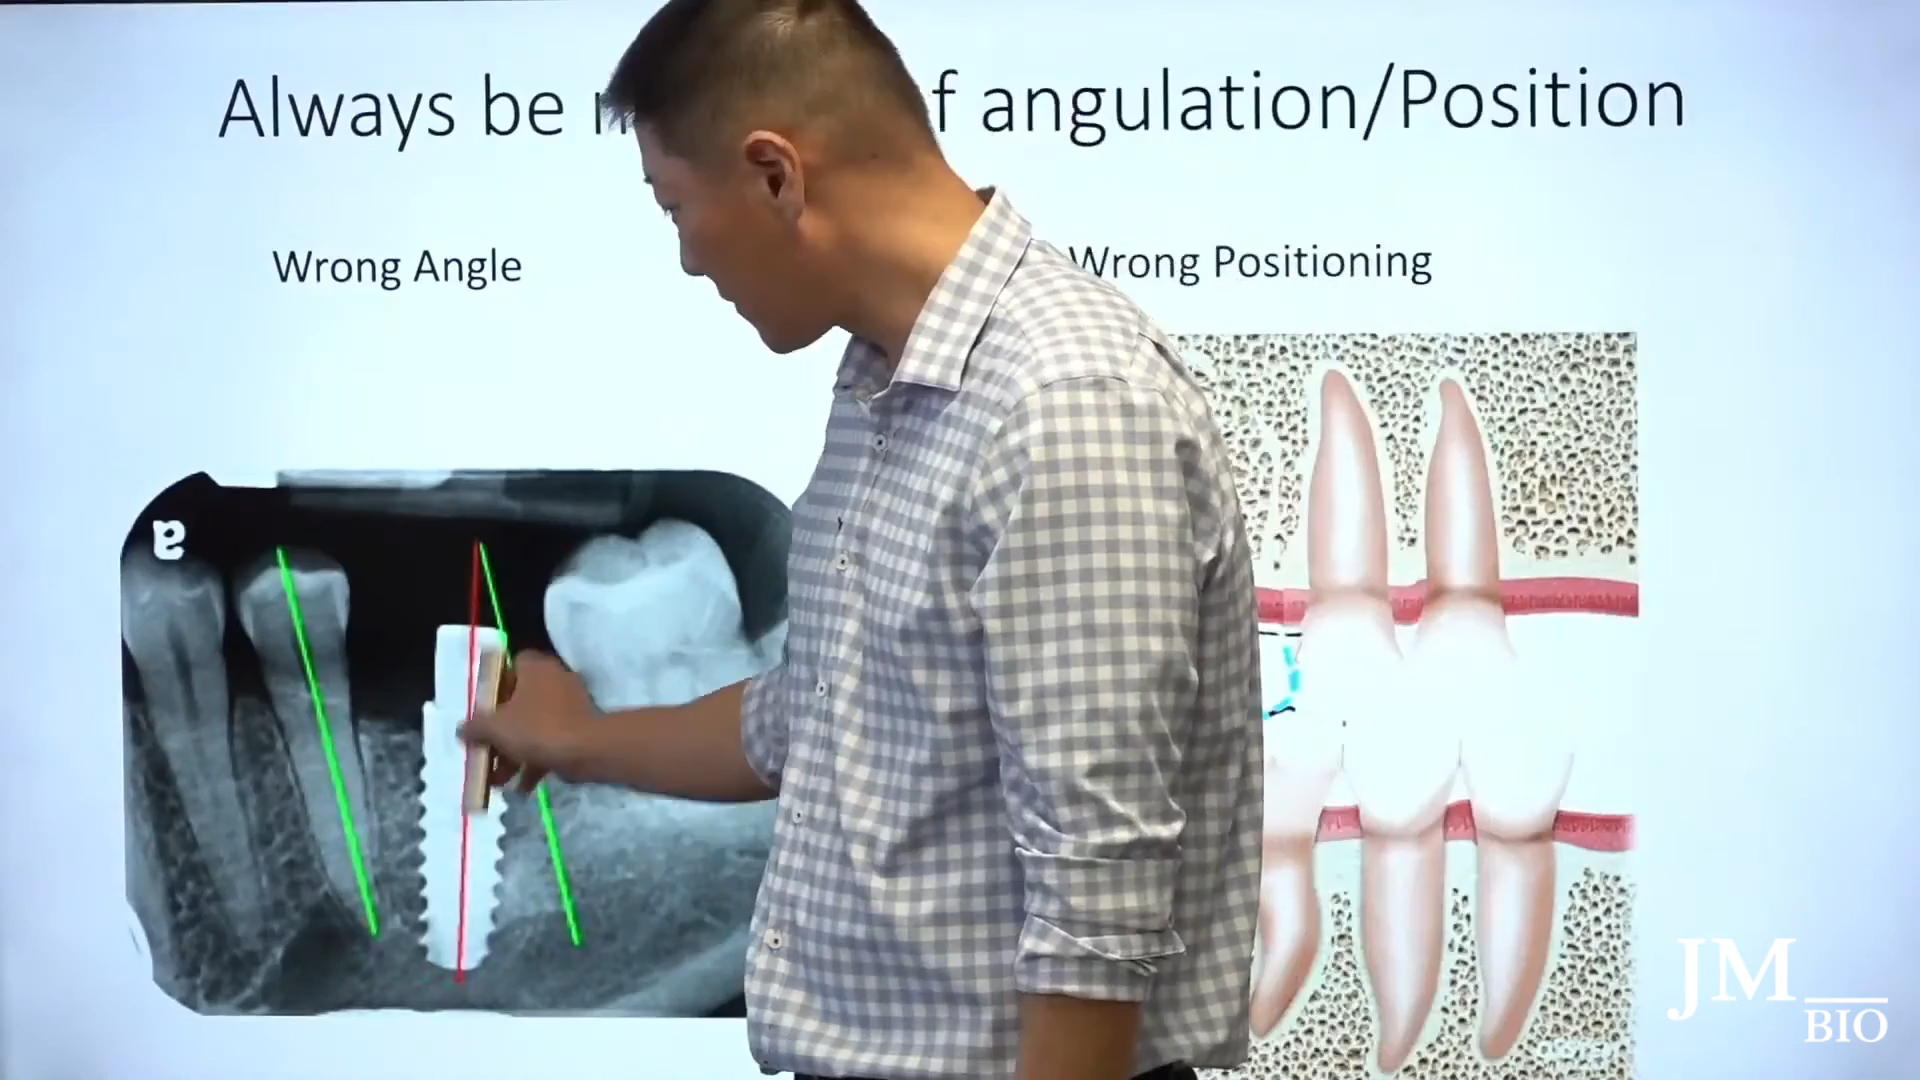 Always be f angulation/Position
Wrong Angle
Wrong Positioning
a
JM
BIO